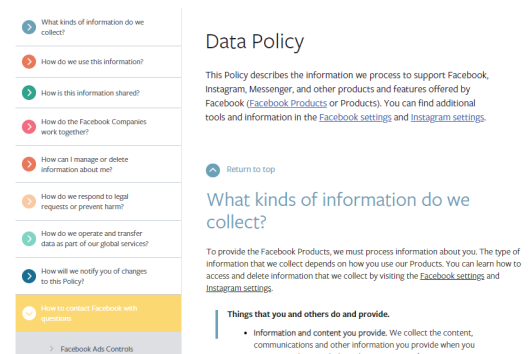 What kinds of information do we
collect?
How do we use this information?
How is this information shared?
How do the Facebook Companies
work together?
How can I manage or delete
information about me?
How do we respond to legal
requests or prevent harm?
How do we operate and transfer
data as part of our global services?
How will we notify you of changes
to this Policy?
How to contact Facebook with
questions
Facebook Ads Controls
Data Policy
This Policy describes the information we process to support Facebook,
Instagram, Messenger, and other products and features offered by
Facebook (Facebook Products or Products). You can find additional
tools and information in the Facebook settings and Instagram settings.
Return to top
What kinds of information do we
collect?
To provide the Facebook Products, we must process information about you. The type of
information that we collect depends on how you use our Products. You can learn how to
access and delete information that we collect by visiting the Facebook settings and
Instagram settings.
Things that you and others do and provide.
• Information and content you provide. We collect the content,
communications and other information you provide when you